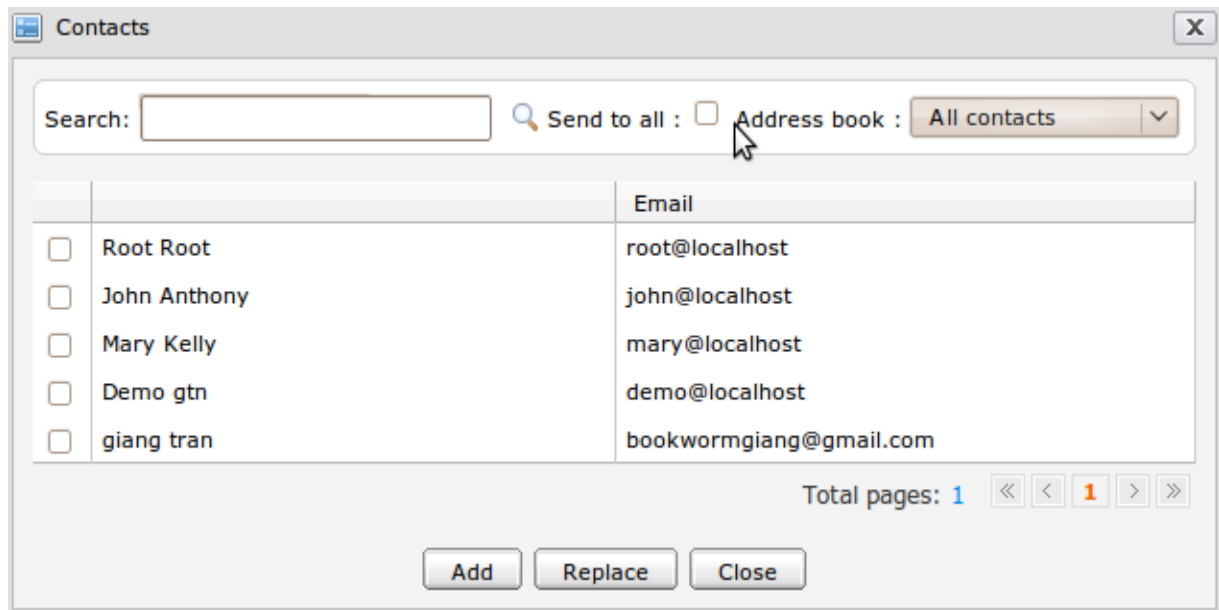 Contacts X
Search: Send to all : Address book : All contacts
Email
Root Root root@localhost
John Anthony john@localhost
Mary Kelly mary@localhost
Demo gtn demo@localhost
giang tran bookwormgiang@gmail.com
Total pages: 1 « < 1 > »
Add Replace Close